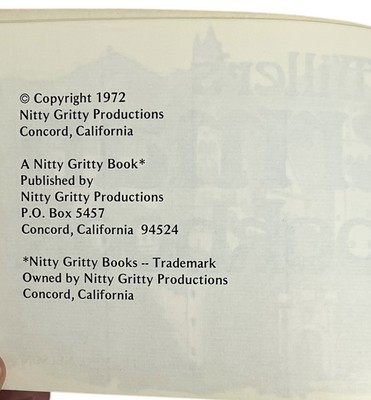 © Copyright 1972
Nitty Gritty Productions
Concord, California
A Nitty Gritty Book*
Published by
Nitty Gritty Productions
P.O. Box 5457
Concord, California 94524
*Nitty Gritty Books -- Trademark
Owned by Nitty Gritty Productions
Concord, California